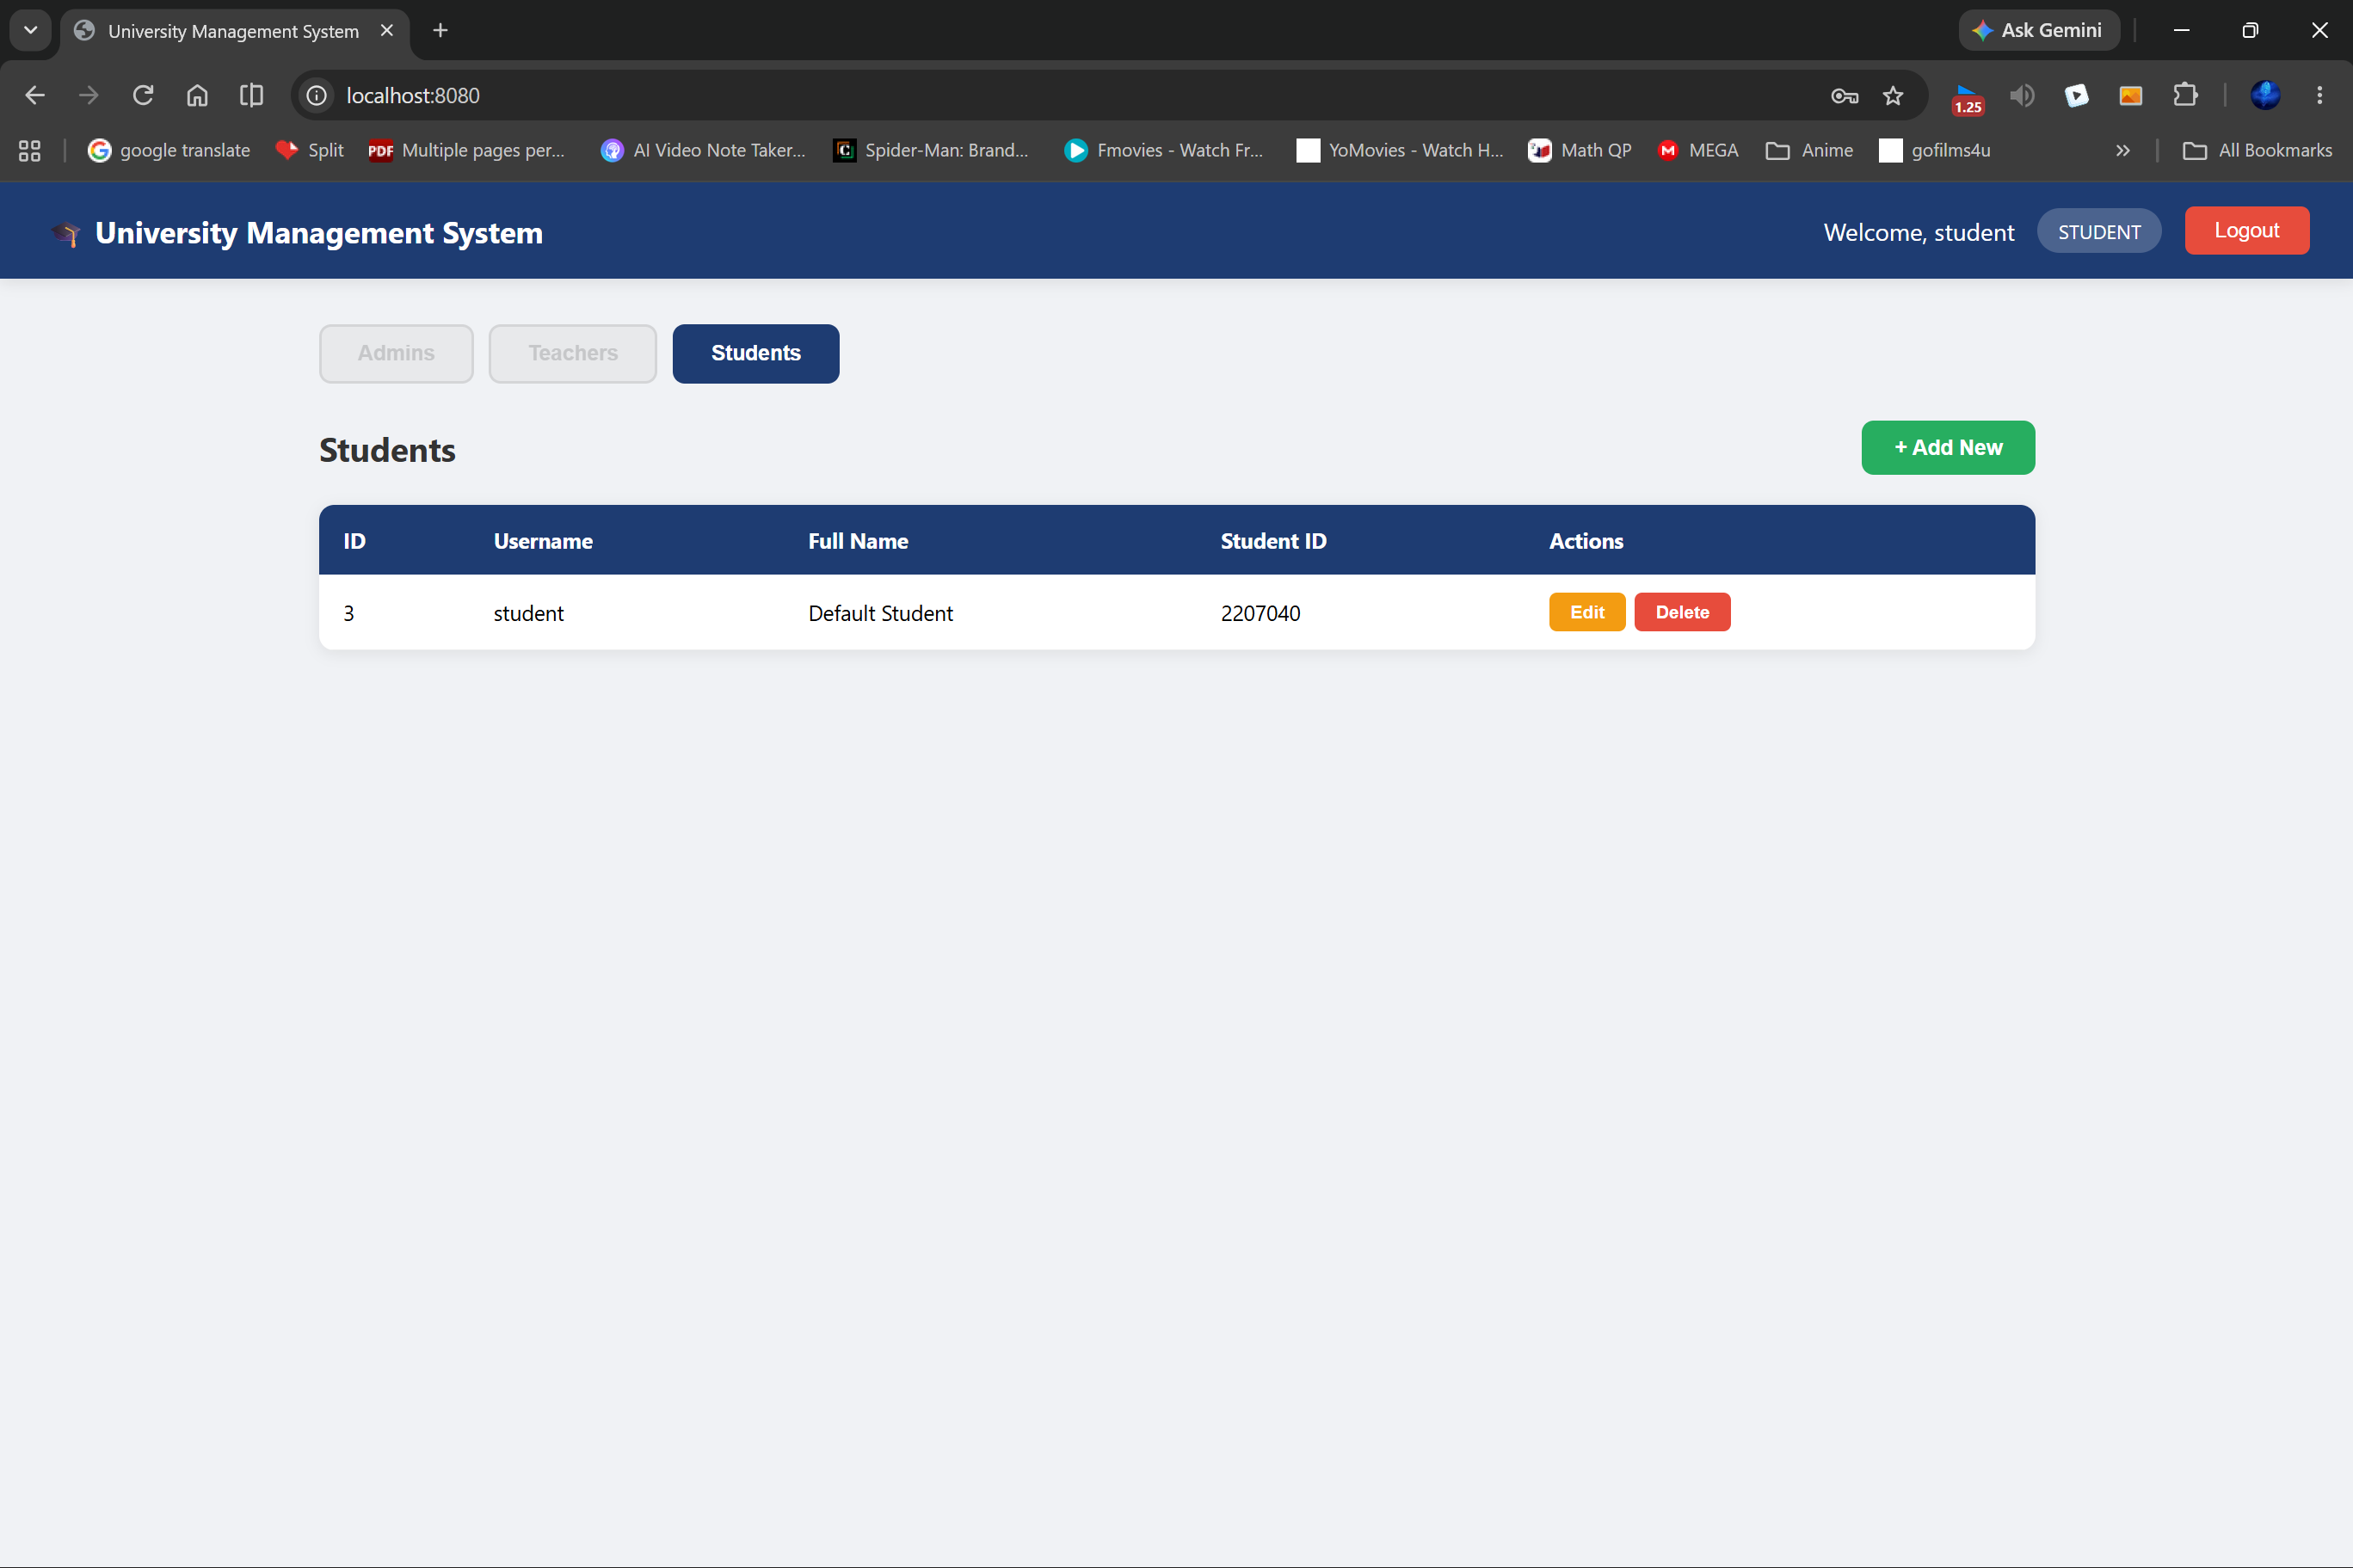 University Management System
Ask Gemini
localhost:8080
1.25
google translate
Split
PDF Multiple pages per...
AI Video Note Taker...
Spider-Man: Brand...
Fmovies - Watch Fr...
YoMovies - Watch H...
Math QP
MEGA
Anime
gofilms4u
All Bookmarks
University Management System
Welcome, student
STUDENT
Logout
Admins
Teachers
Students
Students
+ Add New
ID Username Full Name Student ID Actions
3 student Default Student 2207040 Edit Delete